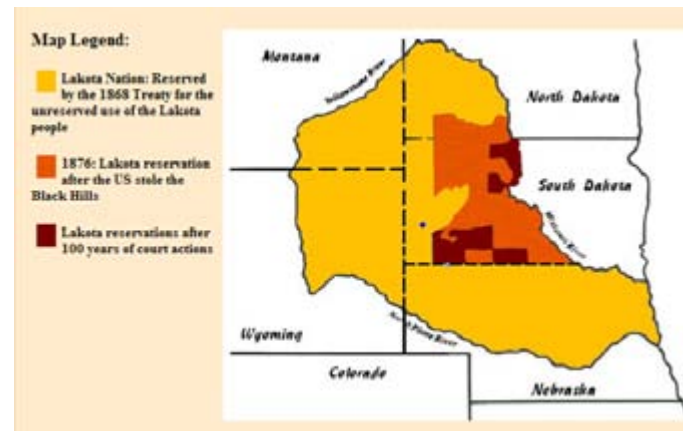 Map Legend:
Lakota Nation: Reserved
by the 1868 Treaty for the
unreserved use of the Lakota
people
1876: Lakota reservation
after the US stole the
Black Hills
Lakota reservations after
100 years of court actions
Montana
Yellowstone River
North Dakota
South Dakota
Missouri River
Wyoming
North Platte River
Colorado
Nebraska